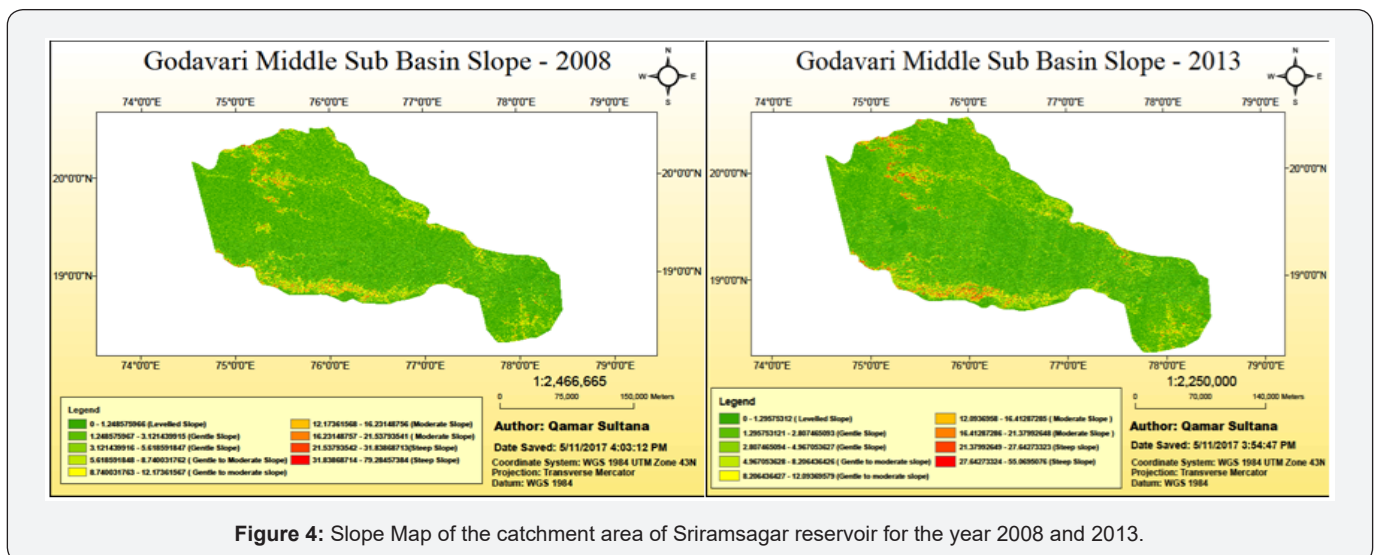 Godavari Middle Sub Basin Slope - 2008
N
W E
S
74°0'0"E 75°0'0"E 76°0'0"E 77°0'0"E 78°0'0"E 79°0'0"E
20°0'0"N 20°0'0"N
19°0'0"N 19°0'0"N
74°0'0"E 75°0'0"E 76°0'0"E 77°0'0"E 78°0'0"E 79°0'0"E
1:2,466,665
0 75,000 150,000 Meters
Legend
0 - 1.248575966 (Levelled Slope)
1.248575967 - 3.121439915 (Gentle Slope)
3.121439916 - 5.618591847 (Gentle Slope)
5.618591848 - 8.740031762 ( Gentle to moderate slope)
8.740031763 - 12.17361567 ( Gentle to moderate slope)
12.17361568 - 16.23148756 (Moderate Slope)
16.23148757 - 21.53793541 ( Moderate Slope)
21.53793542 - 31.83868713(Steep Slope)
31.83868714 - 79.28457384 (Steep Slope)
Author: Qamar Sultana
Date Saved: 5/11/2017 4:03:12 PM
Coordinate System: WGS 1984 UTM Zone 43N
Projection: Transverse Mercator
Datum: WGS 1984
Godavari Middle Sub Basin Slope - 2013
N
W E
S
74°0'0"E 75°0'0"E 76°0'0"E 77°0'0"E 78°0'0"E 79°0'0"E
20°0'0"N 20°0'0"N
19°0'0"N 19°0'0"N
74°0'0"E 75°0'0"E 76°0'0"E 77°0'0"E 78°0'0"E 79°0'0"E
1:2,250,000
0 70,000 140,000 Meters
Legend
0 - 1.29575312 (Levelled Slope)
1.295753121 - 2.807465093 (Gentle Slope)
2.807465094 - 4.967053627 (Gentle Slope)
4.967053628 - 8.206436426 ( Gentle to moderate slope)
8.206436427 - 12.09369579 (Gentle to moderate slope)
12.0936958 - 16.41287285 ( Moderate Slope)
16.41287286 - 21.37992648 ( Moderate Slope )
21.37992649 - 27.64273323 (Steep Slope)
27.64273324 - 55.0695076 (Steep Slope)
Author: Qamar Sultana
Date Saved: 5/11/2017 3:54:47 PM
Coordinate System: WGS 1984 UTM Zone 43N
Projection: Transverse Mercator
Datum: WGS 1984
Figure 4: Slope Map of the catchment area of Sriramsagar reservoir for the year 2008 and 2013.